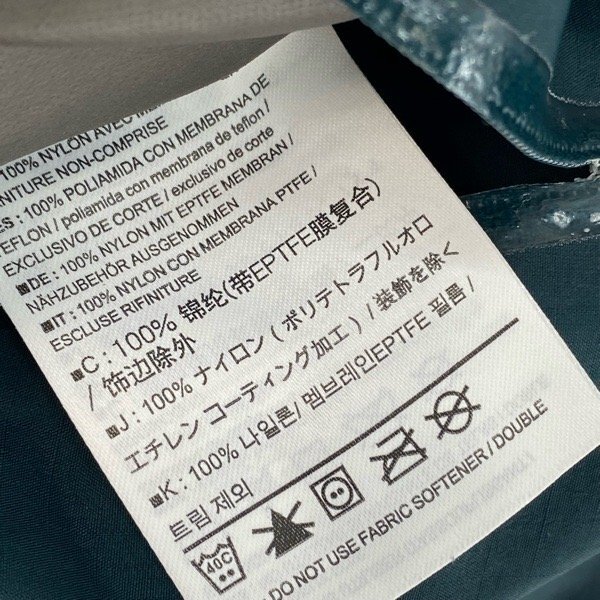 100% NYLON AVEC
FINITURE NON-COMPRISE
ES : 100% POLIAMIDA CON MEMBRANA DE
TEFLON / poliamida con membrana de teflon /
EXCLUSIVO DE CORTE / exclusivo de corte
■DE : 100% NYLON MIT EPTFE MEMBRAN /
NÄHZUBEHÖR AUSGENOMMEN
■IT : 100% NYLON CON MEMBRANA PTFE /
ESCLUSE RIFINITURE
■C : 100% 锦纶(带EPTFE膜复合)
/ 饰边除外
■J : 100% ナイロン ( ポリテトラフルオロ
エチレン コーティング加工 ) / 装飾を除く
■K : 100% 나일론/ 멤브레인EPTFE 필름 /
트림 제외
40C
DO NOT USE FABRIC SOFTENER / DOUBLE